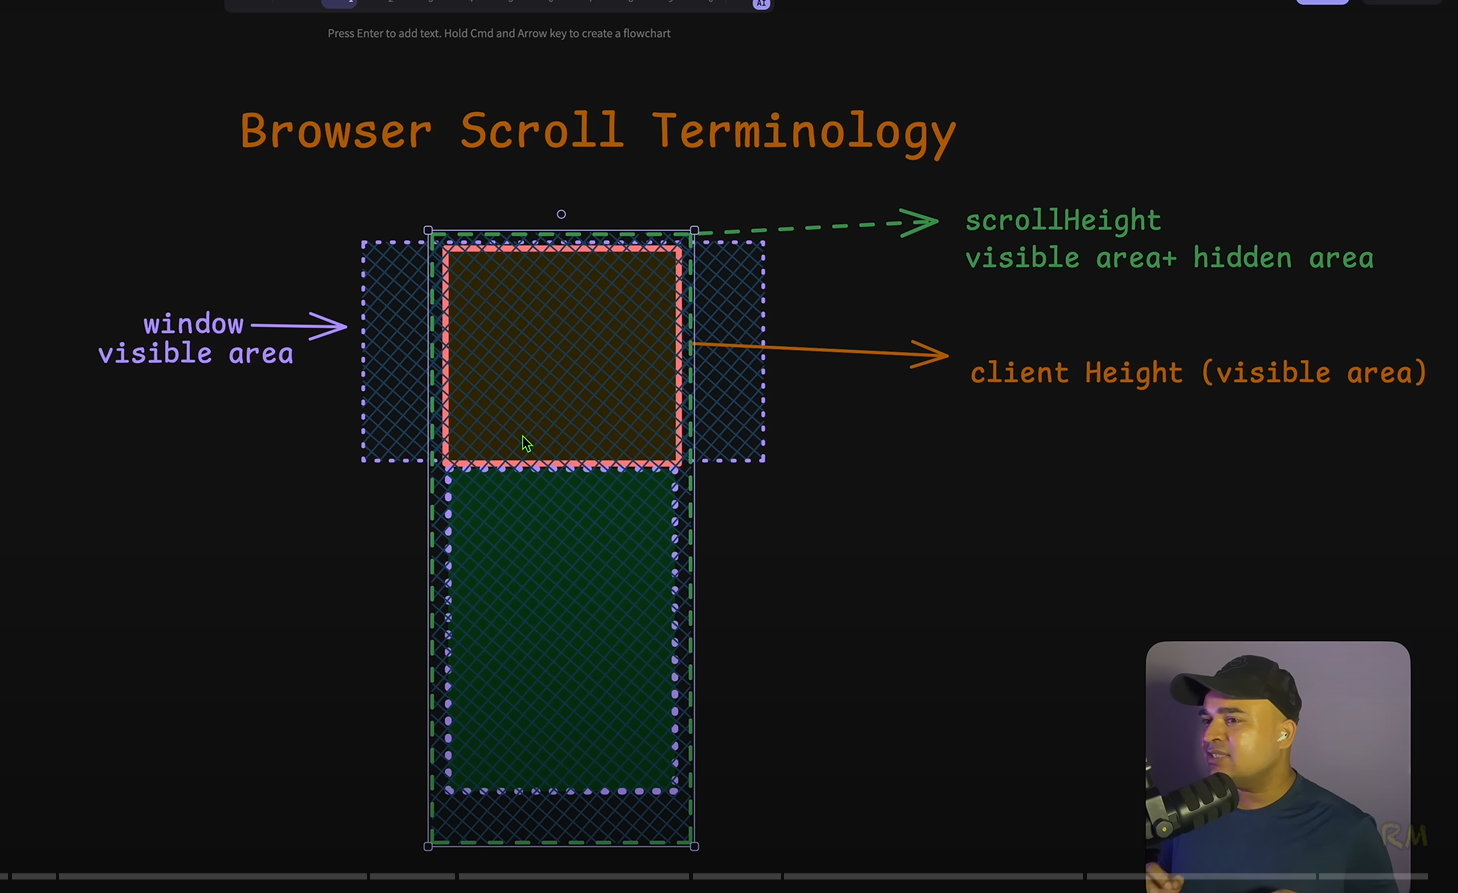 AI
Press Enter to add text. Hold Cmd and Arrow key to create a flowchart
Browser Scroll Terminology
scrollHeight
visible area+ hidden area
window
visible area
client Height (visible area)
RM